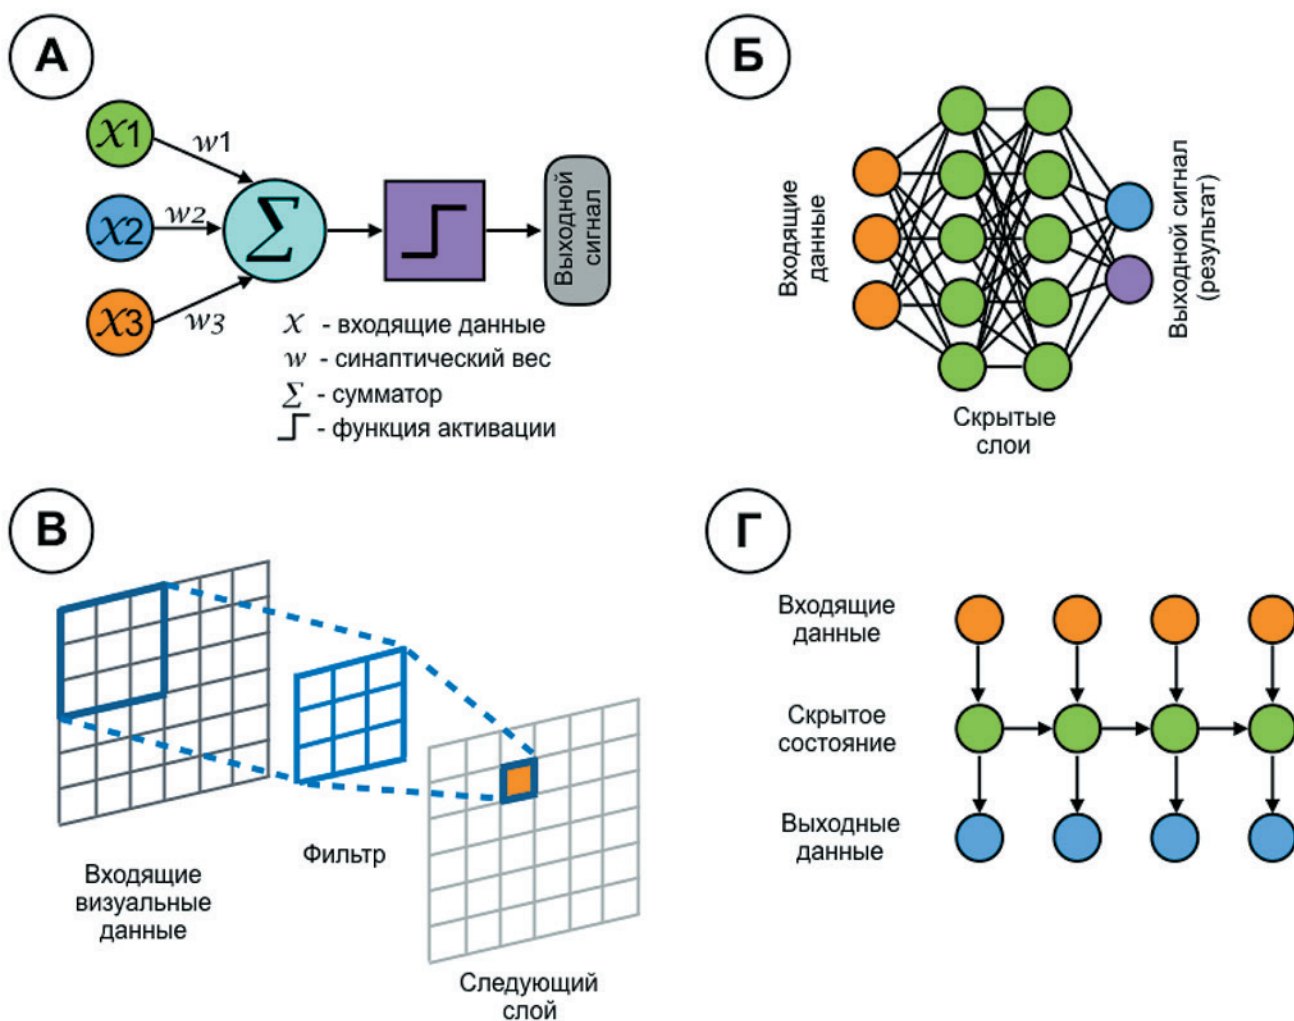 А
x1
w1
x2
w2
x3
w3
Σ
Выходной
сигнал
x - входящие данные
w - синаптический вес
Σ - сумматор
- функция активации
Б
Входящие
данные
Скрытые
слои
Выходной сигнал
(результат)
В
Входящие
визуальные
данные
Фильтр
Следующий
слой
Г
Входящие
данные
Скрытое
состояние
Выходные
данные